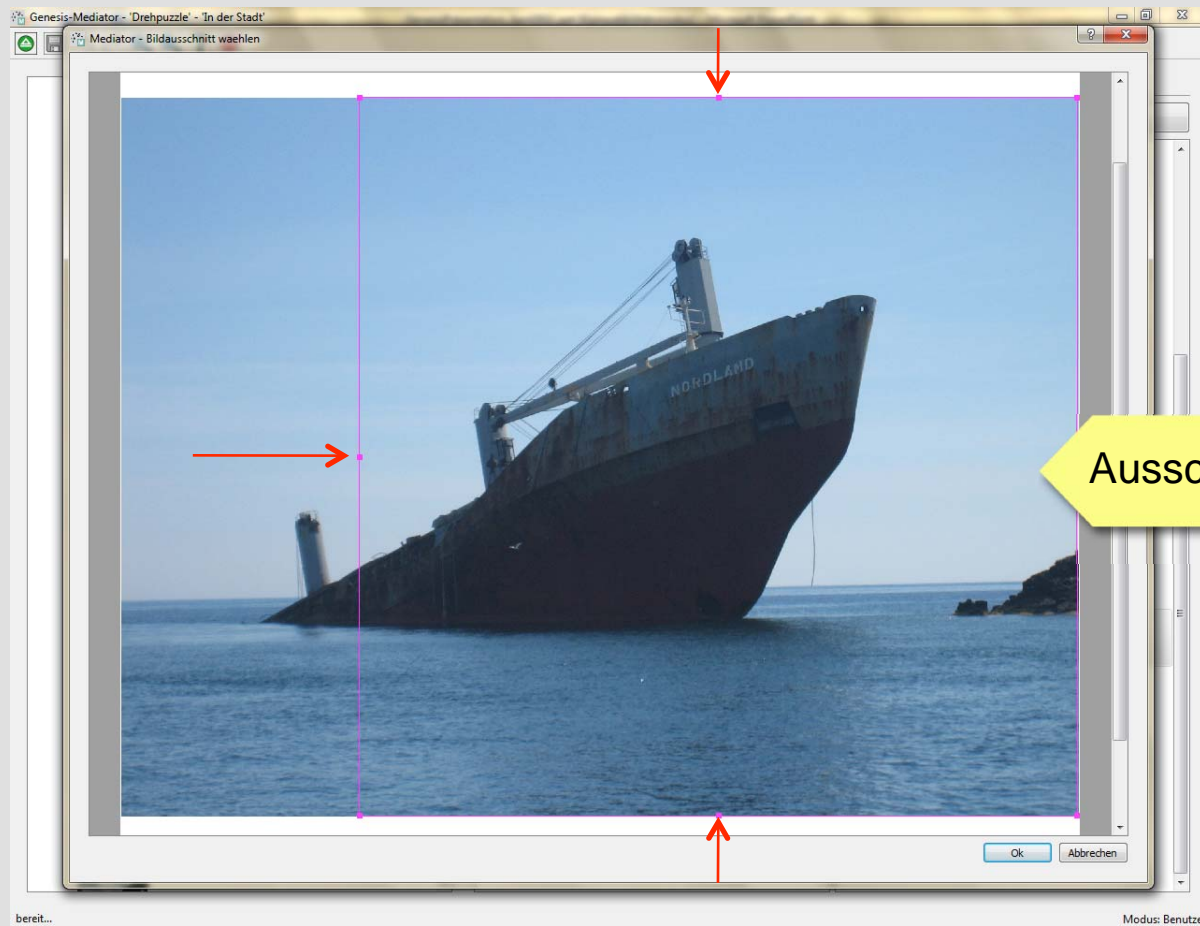 Genesis-Mediator - 'Drehpuzzle' - 'In der Stadt'
Mediator - Bildausschnitt waehlen
NORDLAND
Aussc
Ok
Abbrechen
bereit...
Modus: Benutze